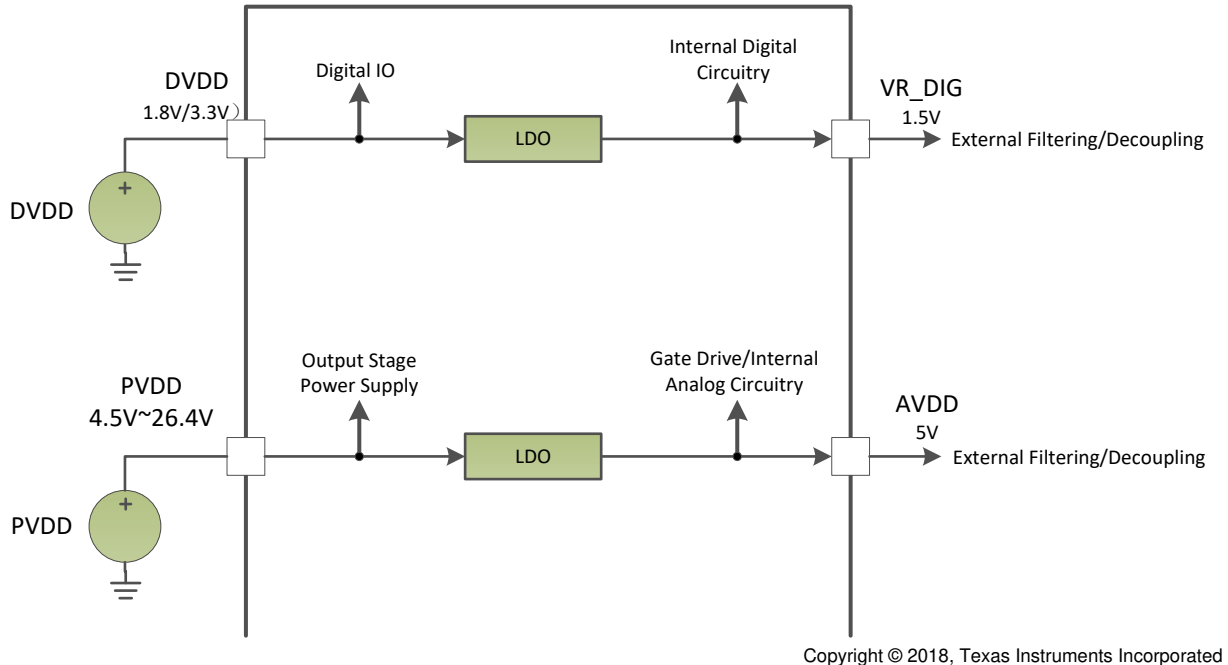 Digital IO
Internal Digital
Circuitry
DVDD
1.8V/3.3V）
LDO
VR_DIG
1.5V
External Filtering/Decoupling
+
DVDD
Output Stage
Power Supply
Gate Drive/Internal
Analog Circuitry
PVDD
4.5V~26.4V
LDO
AVDD
5V
External Filtering/Decoupling
+
PVDD
Copyright © 2018, Texas Instruments Incorporated